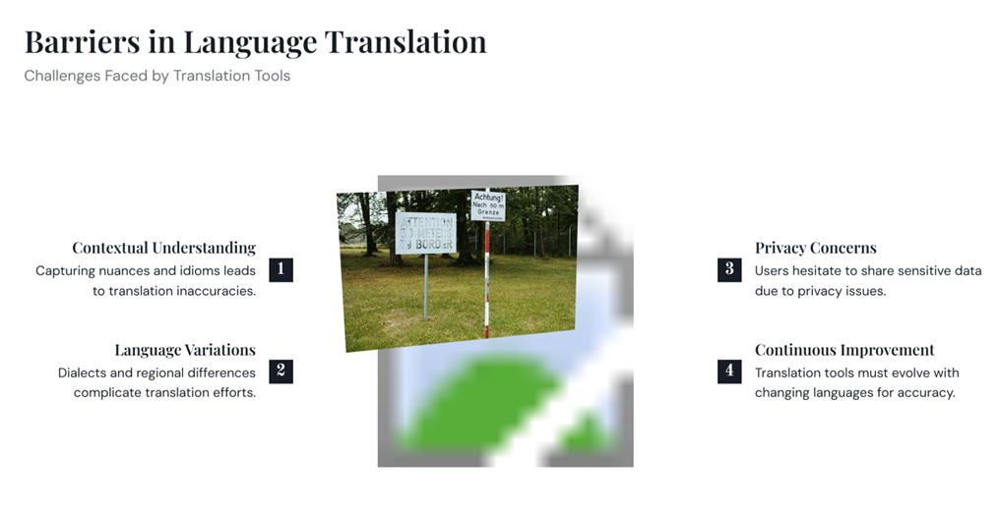 Barriers in Language Translation
Challenges Faced by Translation Tools
Contextual Understanding
Capturing nuances and idioms leads
to translation inaccuracies.
1
Language Variations
Dialects and regional differences
complicate translation efforts.
2
ATTENTION
50 METERS
TO BORDER
Achtung!
Nach 50 m
Grenze
3
Privacy Concerns
Users hesitate to share sensitive data
due to privacy issues.
4
Continuous Improvement
Translation tools must evolve with
changing languages for accuracy.